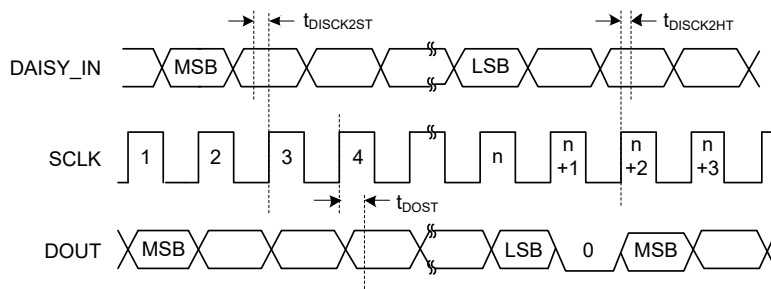 tDISCK2ST tDISCK2HT
DAISY_IN MSB LSB
SCLK 1 2 3 4 n n+1 n+2 n+3
tDOST
DOUT MSB LSB 0 MSB